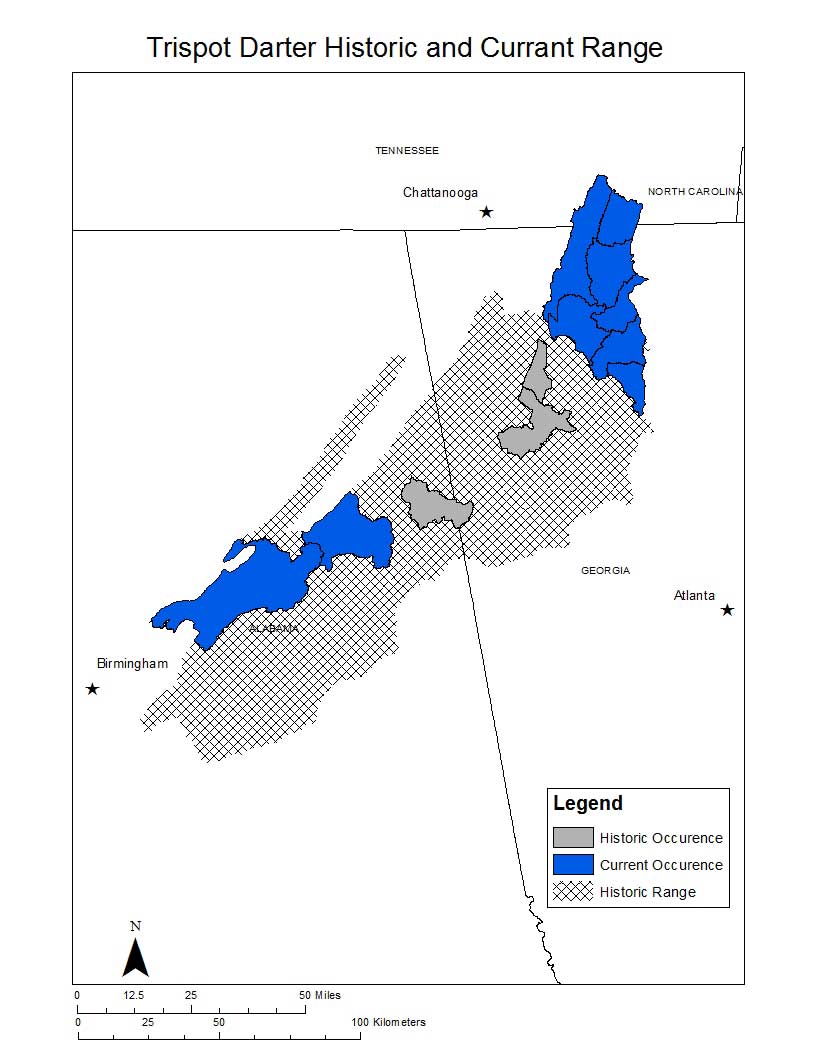 Trispot Darter Historic and Currant Range
TENNESSEE
Chattanooga
NORTH CAROLINA
GEORGIA
Atlanta
ALABAMA
Birmingham
Legend
Historic Occurence
Current Occurence
Historic Range
N
0 12.5 25 50 Miles
0 25 50 100 Kilometers